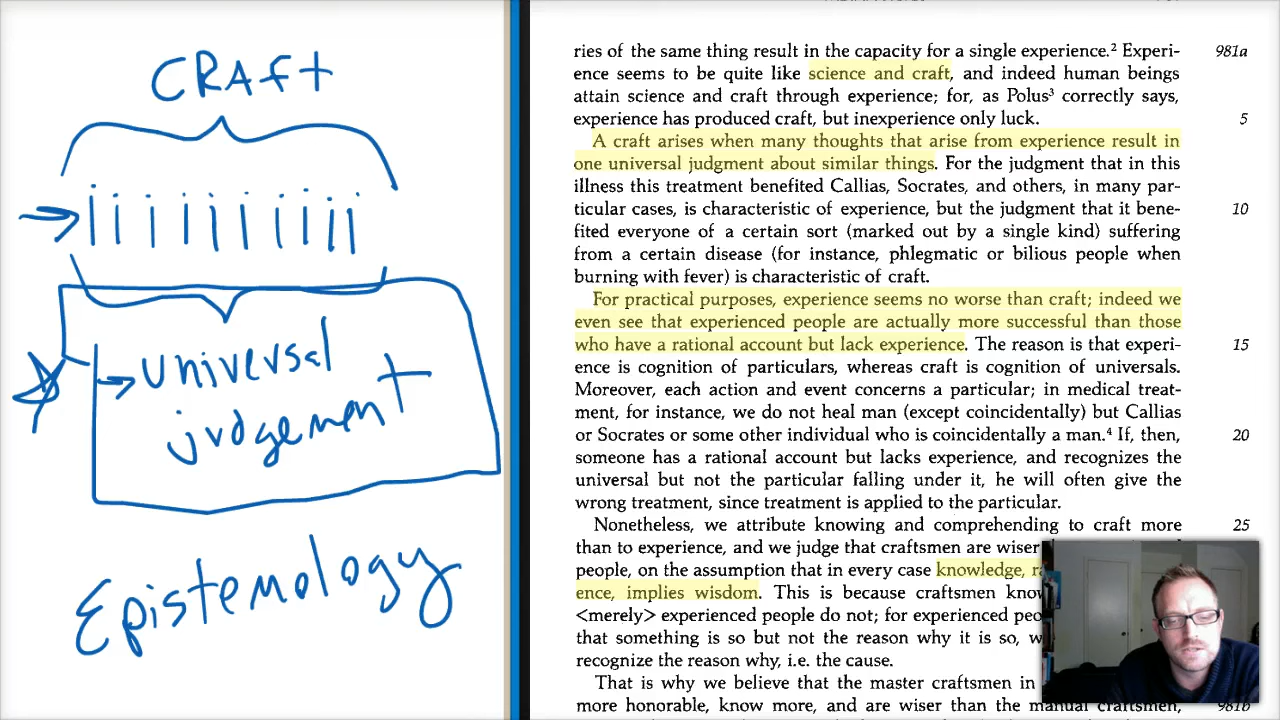 CRAft
iiiiiiiiii
universal
judgement
Epistemology
ries of the same thing result in the capacity for a single experience.² Experi- 981a
ence seems to be quite like science and craft, and indeed human beings
attain science and craft through experience; for, as Polus³ correctly says,
experience has produced craft, but inexperience only luck. 5
A craft arises when many thoughts that arise from experience result in
one universal judgment about similar things. For the judgment that in this
illness this treatment benefited Callias, Socrates, and others, in many par-
ticular cases, is characteristic of experience, but the judgment that it bene- 10
fited everyone of a certain sort (marked out by a single kind) suffering
from a certain disease (for instance, phlegmatic or bilious people when
burning with fever) is characteristic of craft.
For practical purposes, experience seems no worse than craft; indeed we
even see that experienced people are actually more successful than those
who have a rational account but lack experience. The reason is that experi- 15
ence is cognition of particulars, whereas craft is cognition of universals.
Moreover, each action and event concerns a particular; in medical treat-
ment, for instance, we do not heal man (except coincidentally) but Callias
or Socrates or some other individual who is coincidentally a man.⁴ If, then, 20
someone has a rational account but lacks experience, and recognizes the
universal but not the particular falling under it, he will often give the
wrong treatment, since treatment is applied to the particular.
Nonetheless, we attribute knowing and comprehending to craft more 25
than to experience, and we judge that craftsmen are wiser
people, on the assumption that in every case knowledge,
ence, implies wisdom. This is because craftsmen
<merely> experienced people do not; for experienced
that something is so but not the reason why it is so,
recognize the reason why, i.e. the cause.
That is why we believe that the master craftsmen in
more honorable, know more, and are wiser than the manual craftsmen, 981b